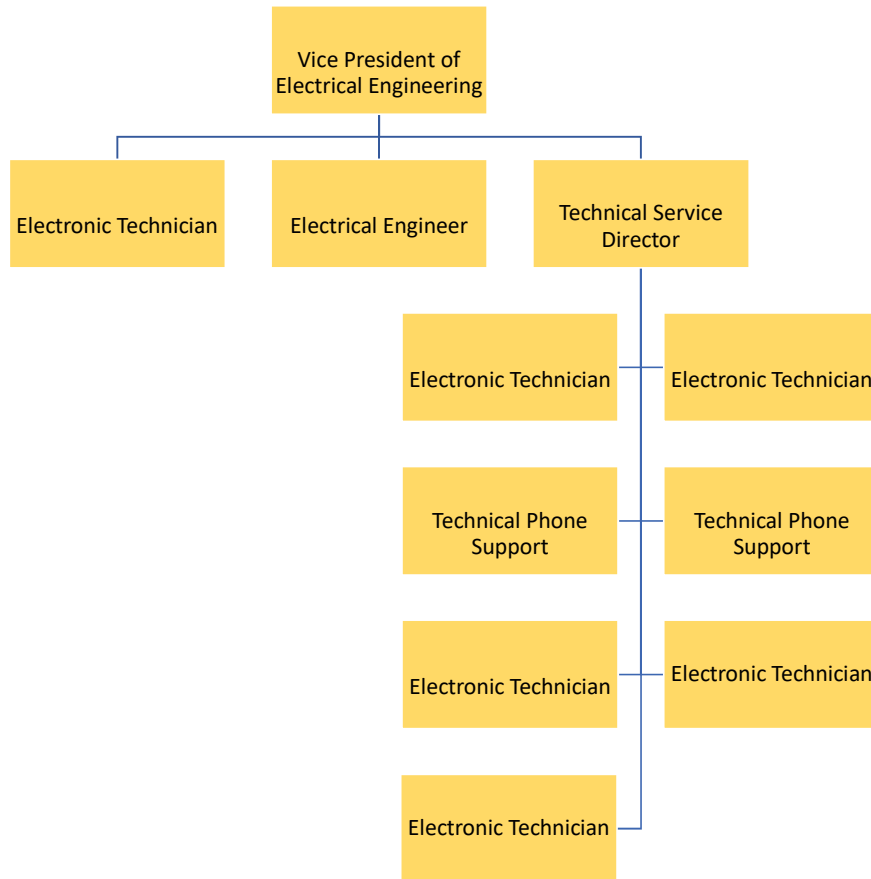 Vice President of
Electrical Engineering
Electronic Technician
Electrical Engineer
Technical Service
Director
Electronic Technician
Electronic Technician
Technical Phone
Support
Technical Phone
Support
Electronic Technician
Electronic Technician
Electronic Technician